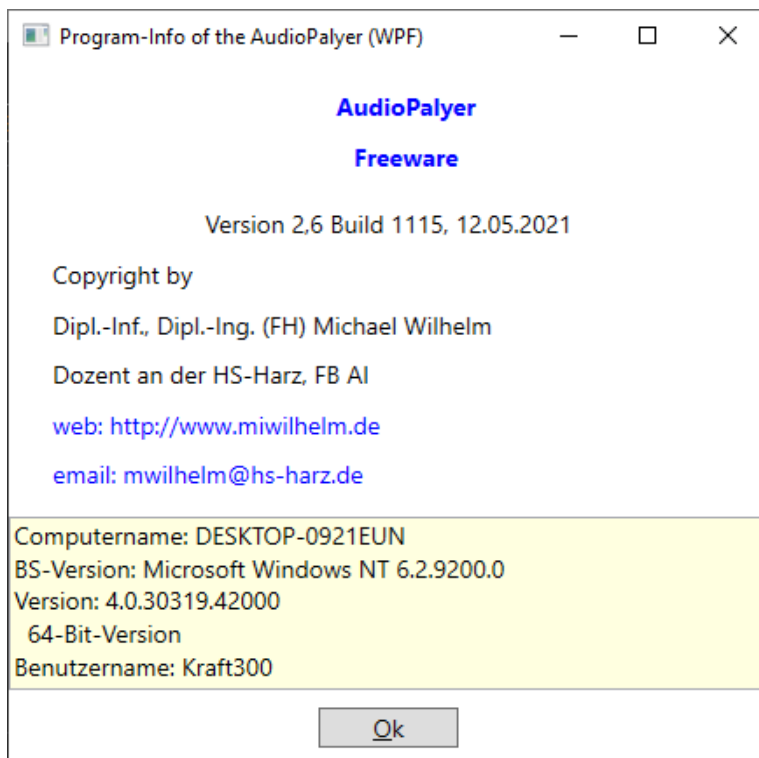 Program-Info of the AudioPalyer (WPF)
AudioPalyer
Freeware
Version 2,6 Build 1115, 12.05.2021
Copyright by
Dipl.-Inf., Dipl.-Ing. (FH) Michael Wilhelm
Dozent an der HS-Harz, FB AI
web: http://www.miwilhelm.de
email: mwilhelm@hs-harz.de
Computername: DESKTOP-0921EUN
BS-Version: Microsoft Windows NT 6.2.9200.0
Version: 4.0.30319.42000
64-Bit-Version
Benutzername: Kraft300
Ok